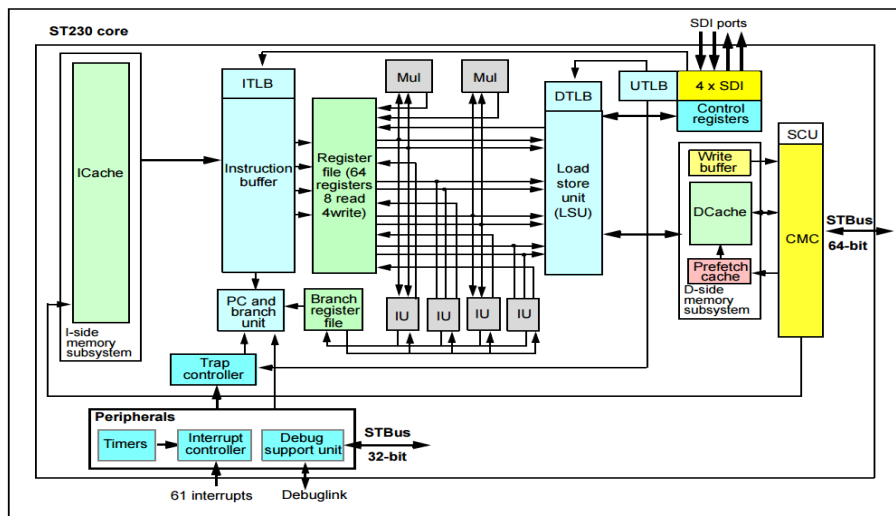 ST230 core
SDI ports
ITLB
Mul
Mul
DTLB
UTLB
4 x SDI
Control
registers
SCU
ICache
Instruction
buffer
Register
file (64
registers
8 read
4write)
Load
store
unit
(LSU)
Write
buffer
DCache
CMC
STBus
64-bit
Prefetch
cache
D-side
memory
subsystem
PC and
branch
unit
Branch
register
file
IU
IU
IU
IU
I-side
memory
subsystem
Trap
controller
Peripherals
Timers
Interrupt
controller
Debug
support unit
STBus
32-bit
61 interrupts
Debuglink